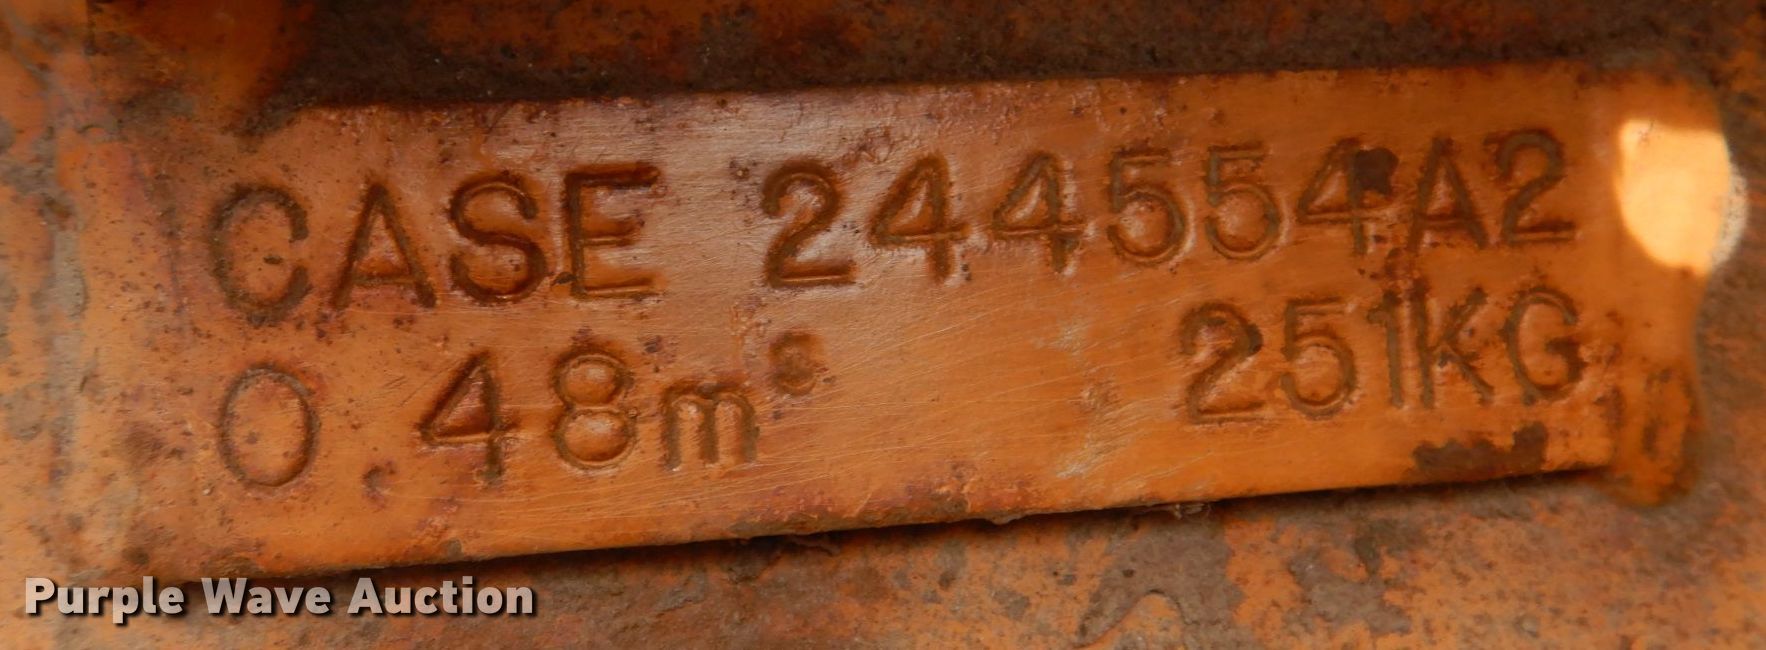 CASE 244554A2
0.48m³ 251KG
Purple Wave Auction